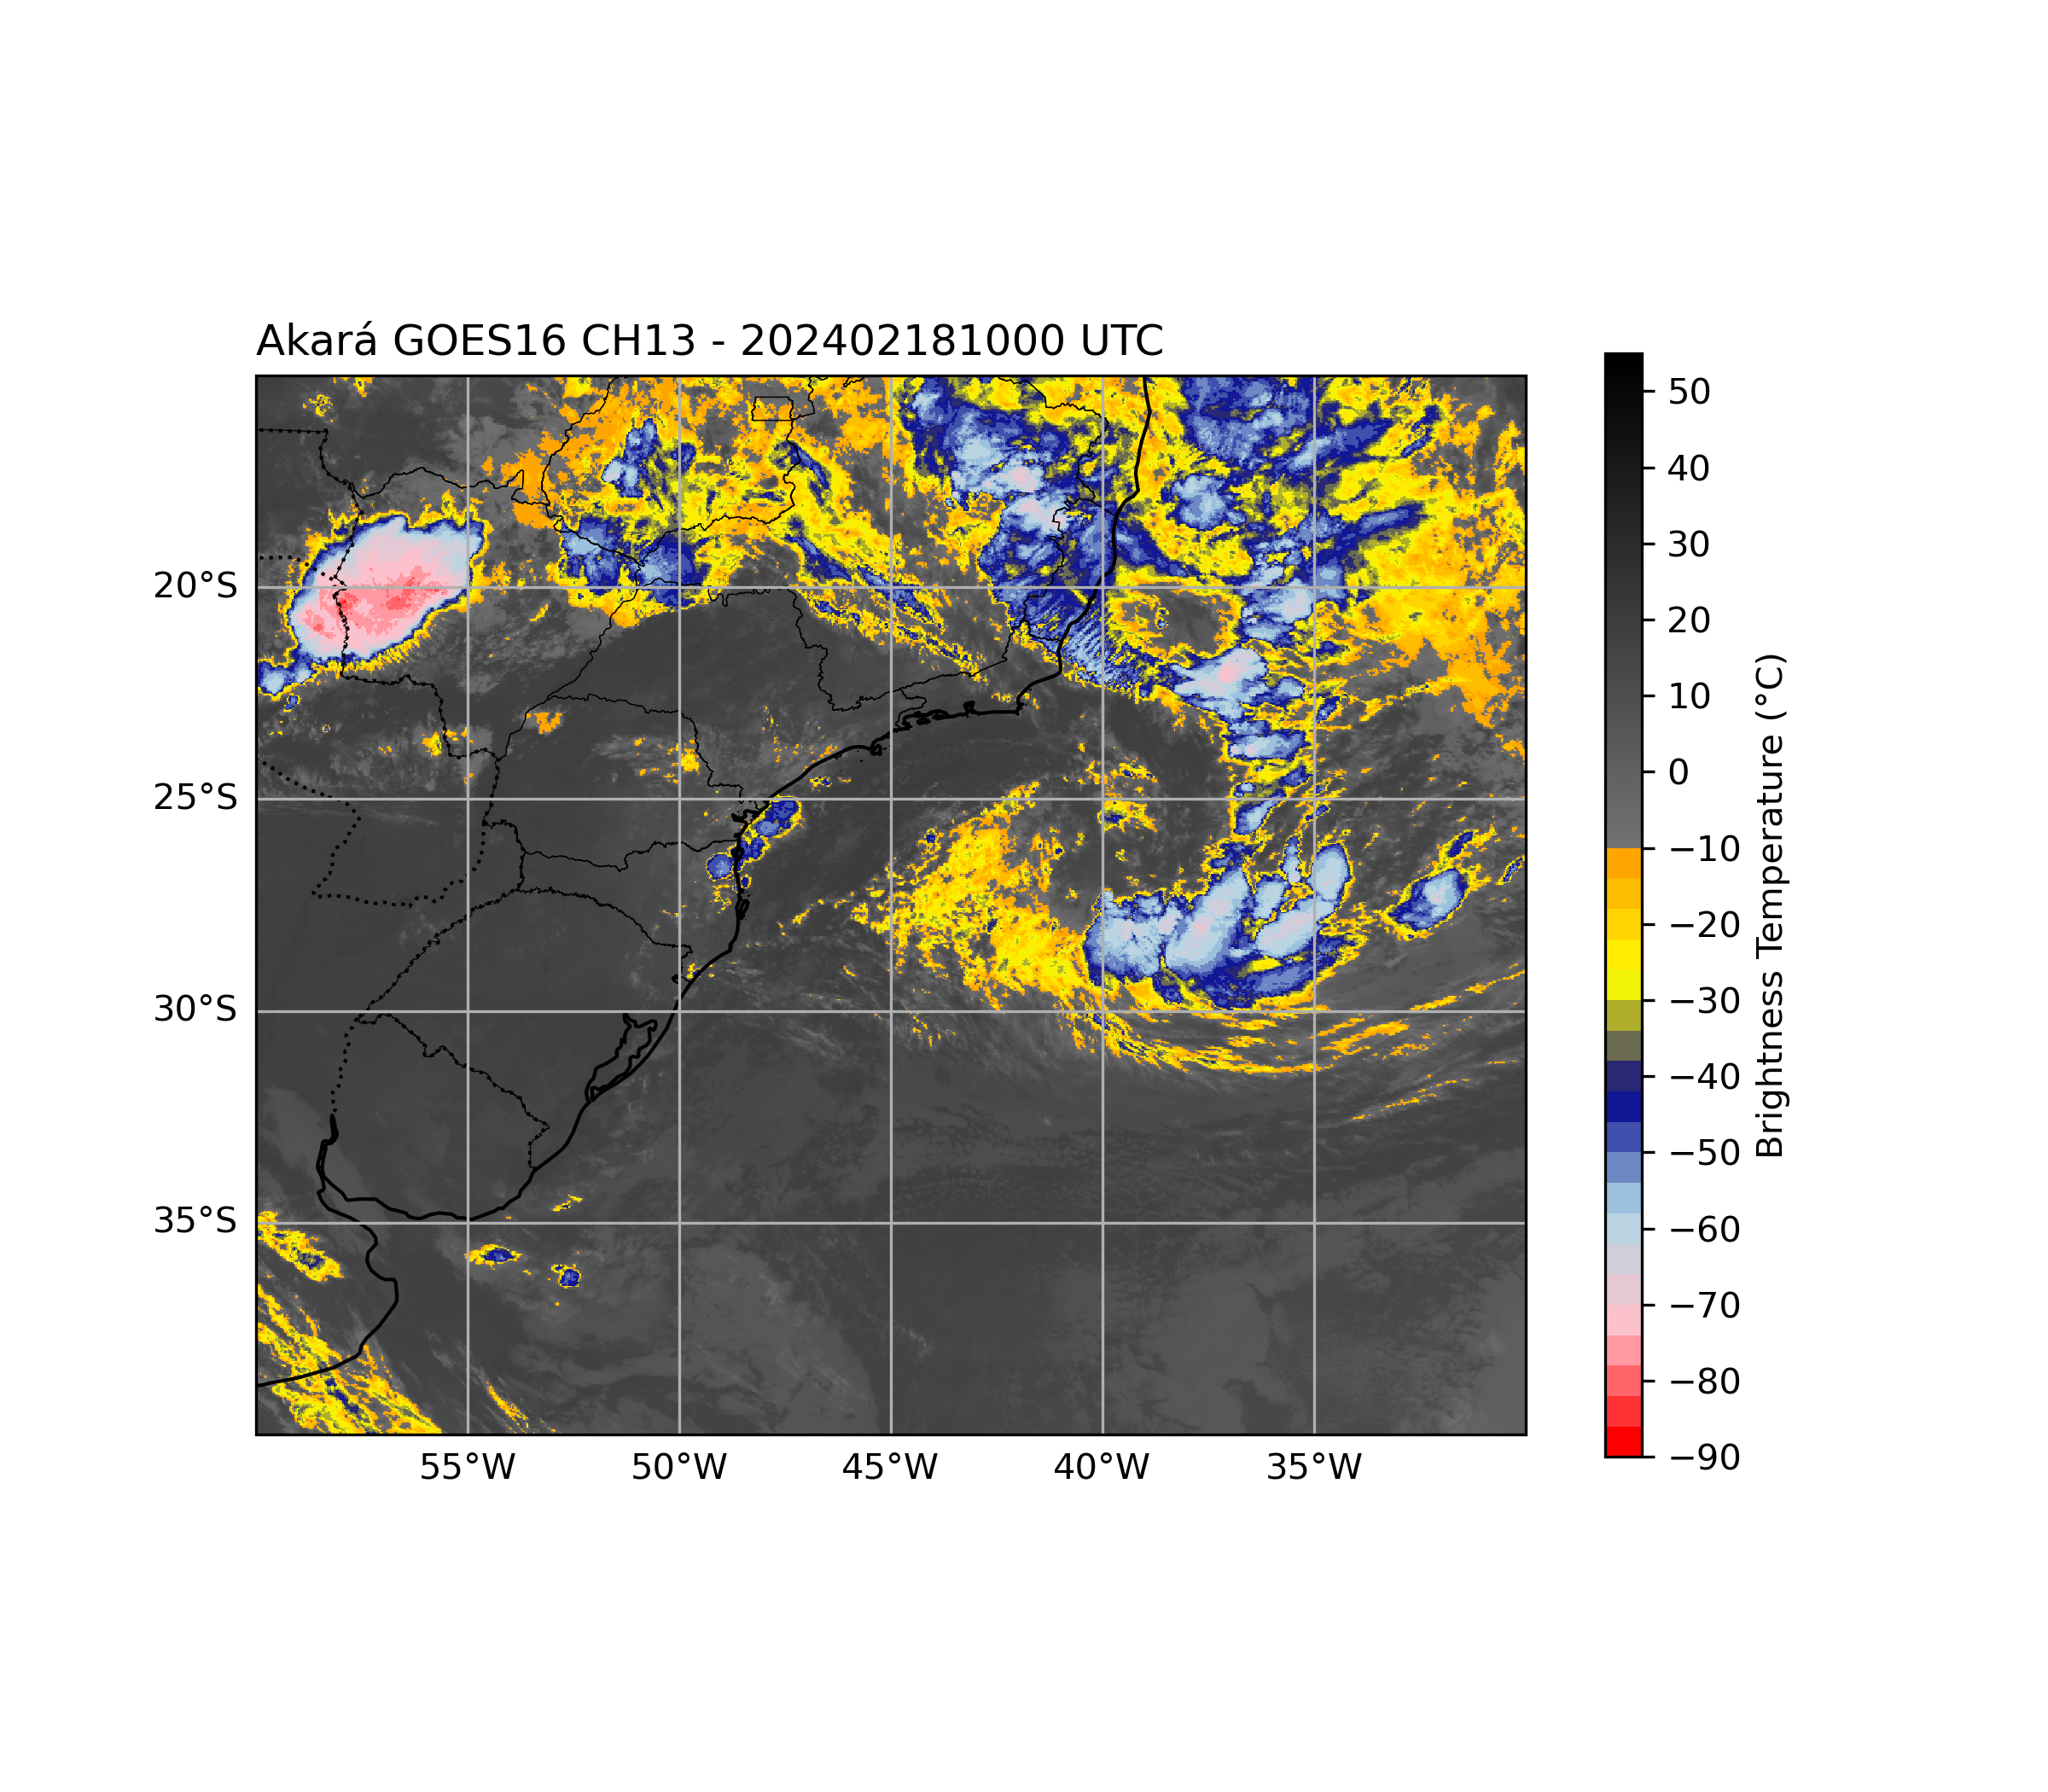 Akará GOES16 CH13 - 202402181000 UTC
20°S
25°S
30°S
35°S
55°W
50°W
45°W
40°W
35°W
50
40
30
20
10
0
−10
−20
−30
−40
−50
−60
−70
−80
−90
Brightness Temperature (°C)